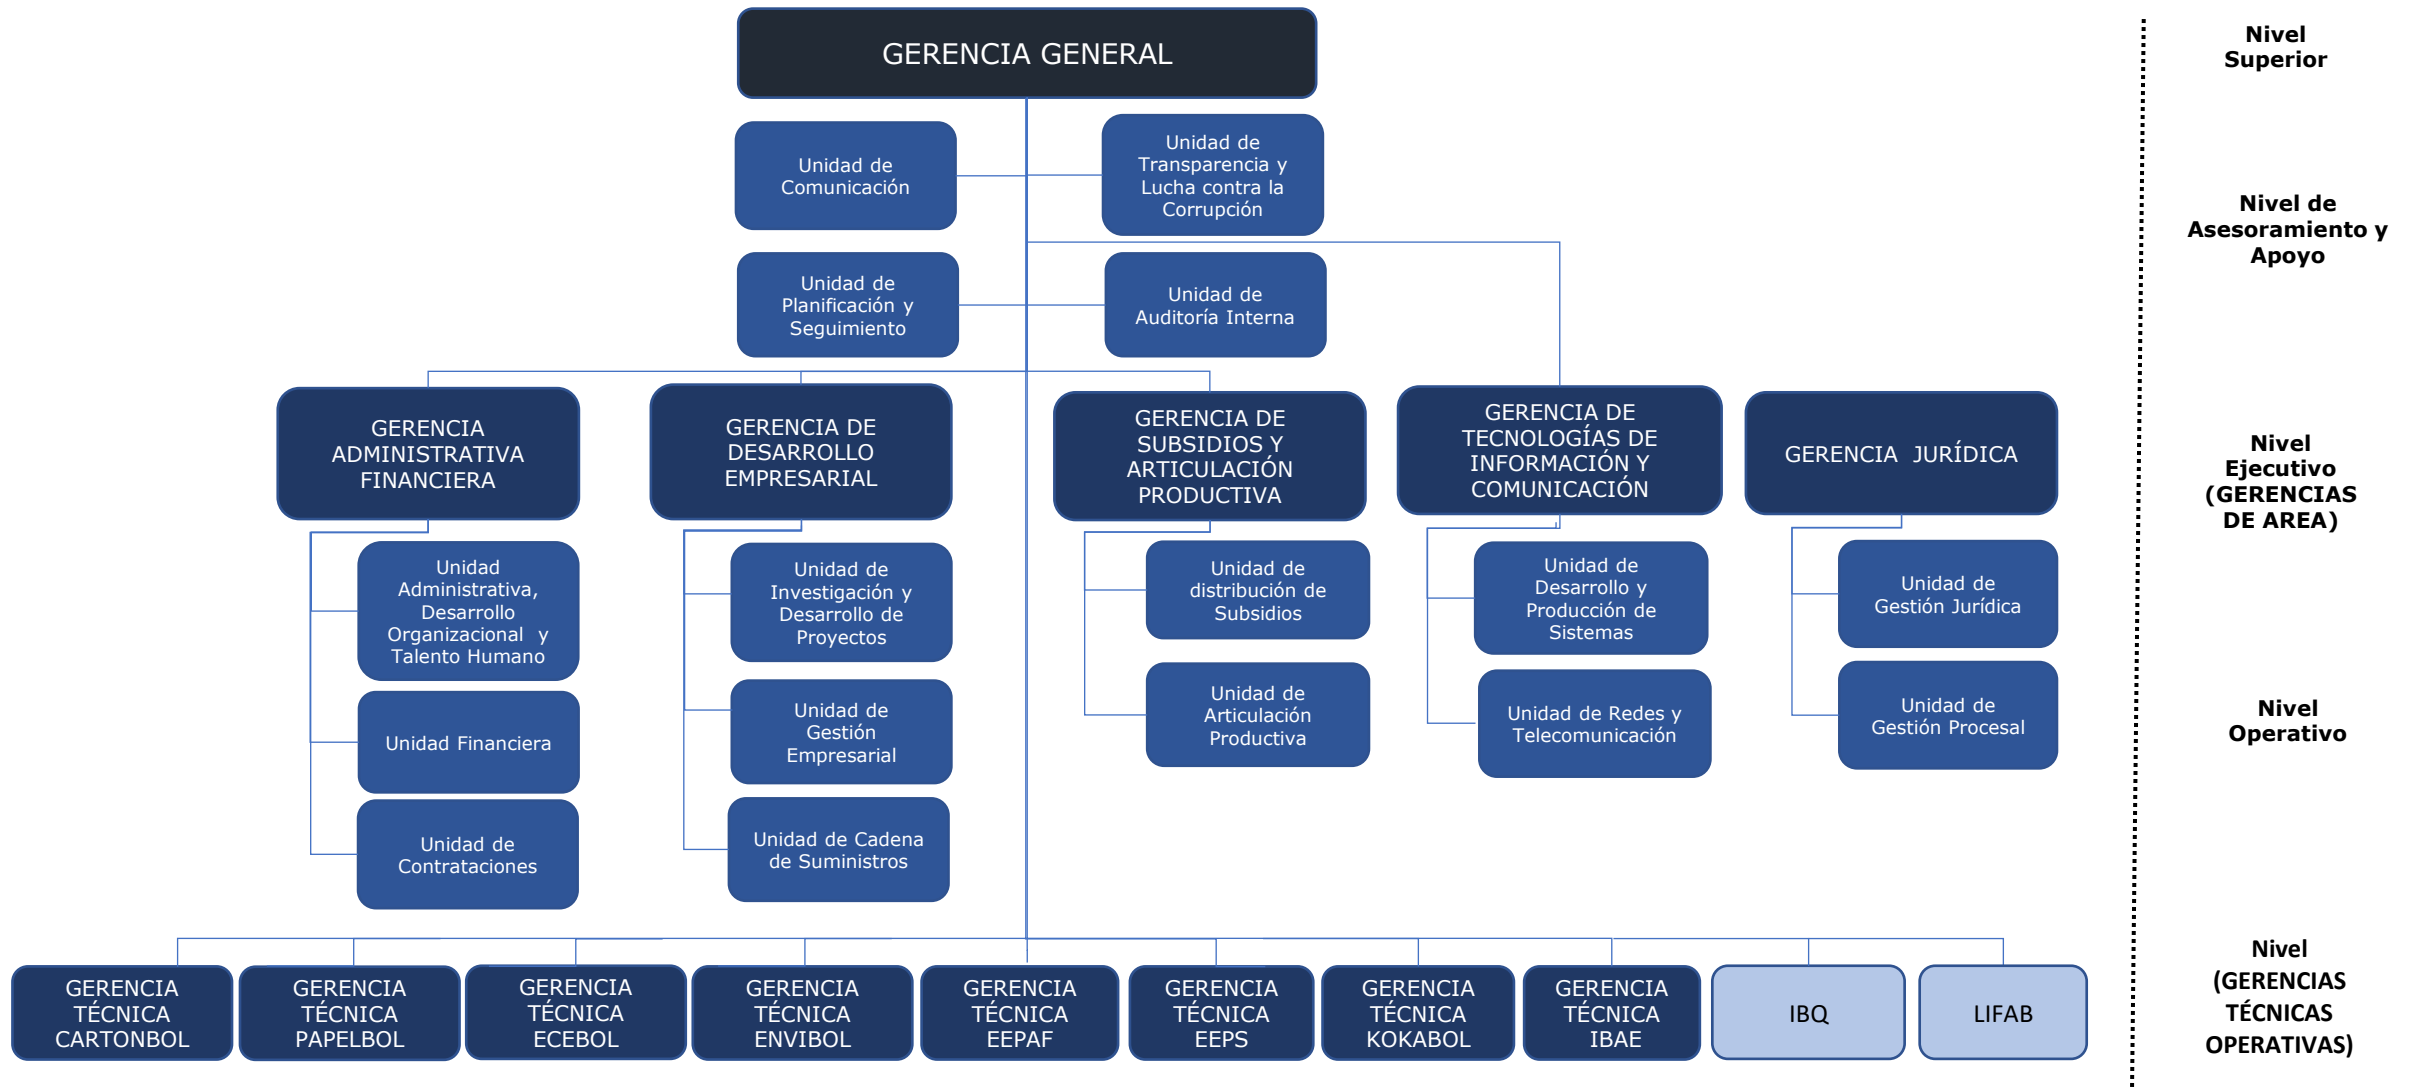 GERENCIA GENERAL
Nivel
Superior
Unidad de
Comunicación
Unidad de
Transparencia y
Lucha contra la
Corrupción
Nivel de
Asesoramiento y
Apoyo
Unidad de
Planificación y
Seguimiento
Unidad de
Auditoría Interna
GERENCIA
ADMINISTRATIVA
FINANCIERA
GERENCIA DE
DESARROLLO
EMPRESARIAL
GERENCIA DE
SUBSIDIOS Y
ARTICULACIÓN
PRODUCTIVA
GERENCIA DE
TECNOLOGÍAS DE
INFORMACIÓN Y
COMUNICACIÓN
GERENCIA JURÍDICA
Nivel
Ejecutivo
(GERENCIAS
DE AREA)
Unidad
Administrativa,
Desarrollo
Organizacional y
Talento Humano
Unidad de
Investigación y
Desarrollo de
Proyectos
Unidad de
distribución de
Subsidios
Unidad de
Desarrollo y
Producción de
Sistemas
Unidad de
Gestión Jurídica
Unidad Financiera
Unidad de
Gestión
Empresarial
Unidad de
Articulación
Productiva
Unidad de Redes y
Telecomunicación
Unidad de
Gestión Procesal
Nivel
Operativo
Unidad de
Contrataciones
Unidad de Cadena
de Suministros
GERENCIA
TÉCNICA
CARTONBOL
GERENCIA
TÉCNICA
PAPELBOL
GERENCIA
TÉCNICA
ECEBOL
GERENCIA
TÉCNICA
ENVIBOL
GERENCIA
TÉCNICA
EEPAF
GERENCIA
TÉCNICA
EEPS
GERENCIA
TÉCNICA
KOKABOL
GERENCIA
TÉCNICA
IBAE
IBQ
LIFAB
Nivel
(GERENCIAS
TÉCNICAS
OPERATIVAS)